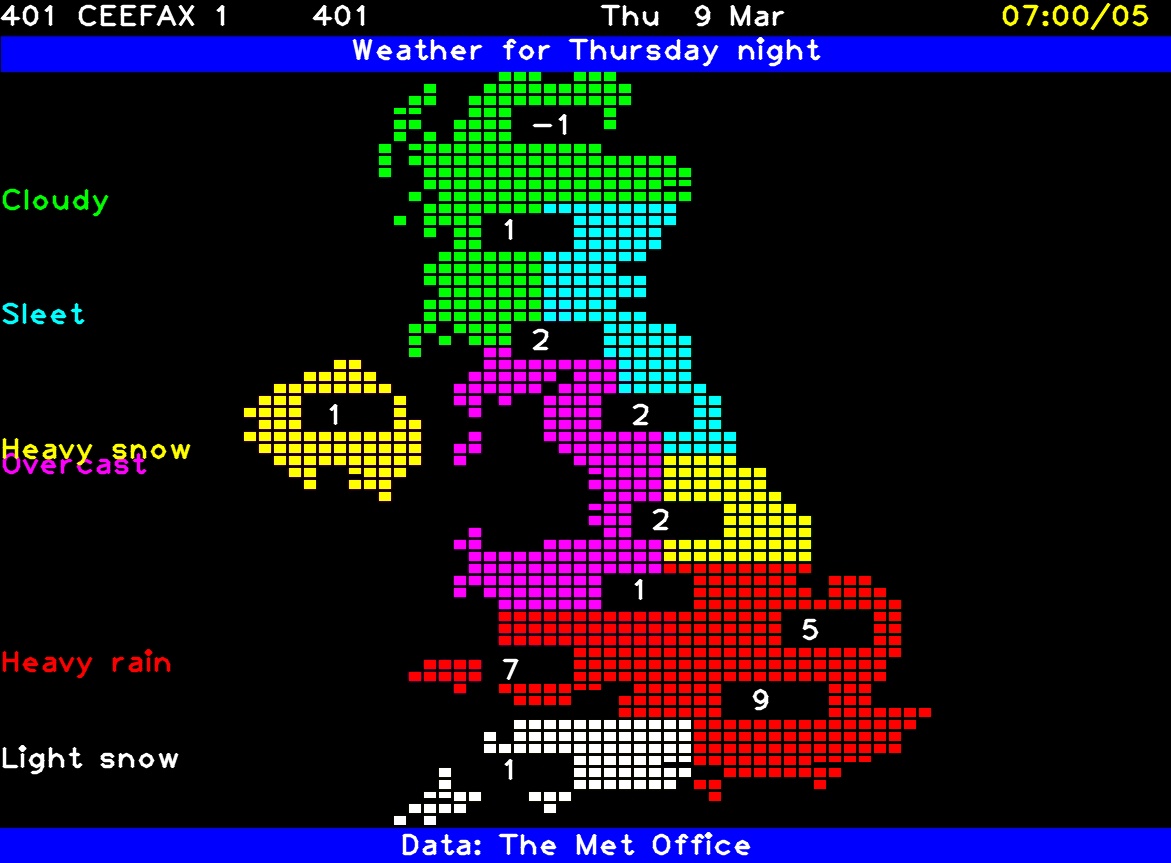 401 CEEFAX 1 401 Thu 9 Mar 07:00/05
Weather for Thursday night
-1
Cloudy
1
Sleet
2
1 2
Heavy snow
Overcast
2
1
5
Heavy rain 7
9
Light snow 1
Data: The Met Office